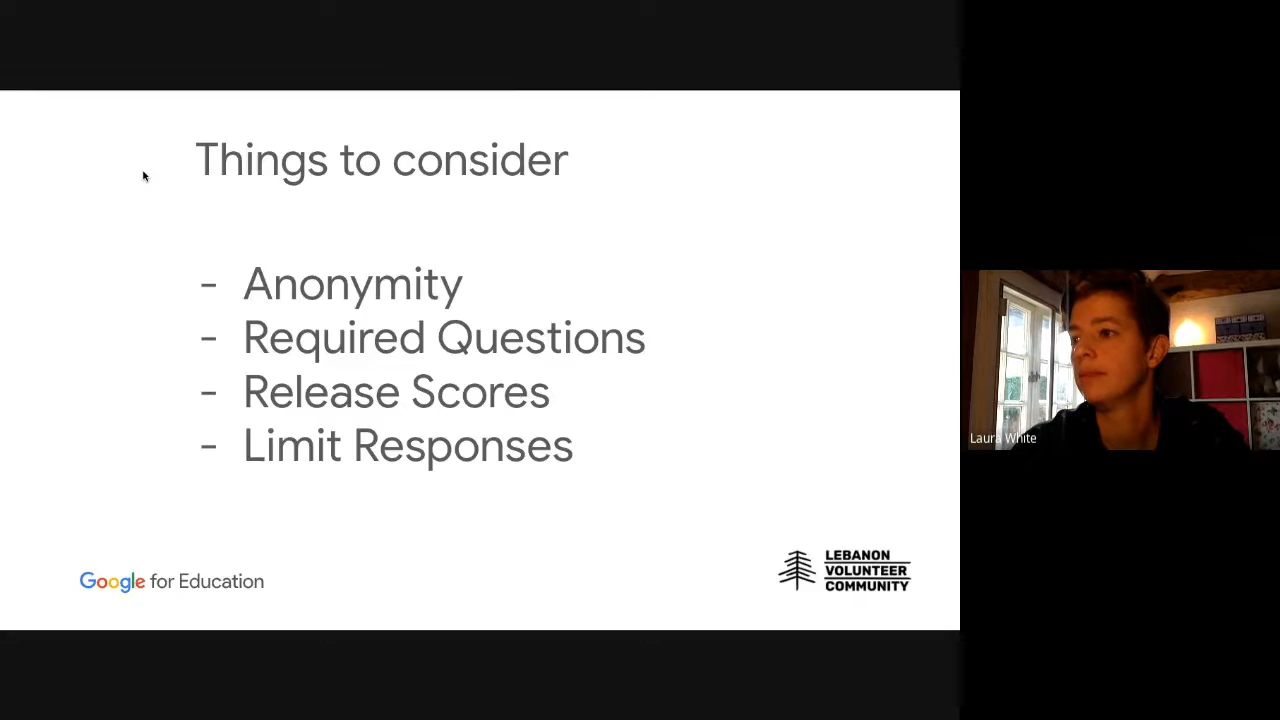 Things to consider
- Anonymity
- Required Questions
- Release Scores
- Limit Responses
Google for Education
LEBANON
VOLUNTEER
COMMUNITY
Laura White